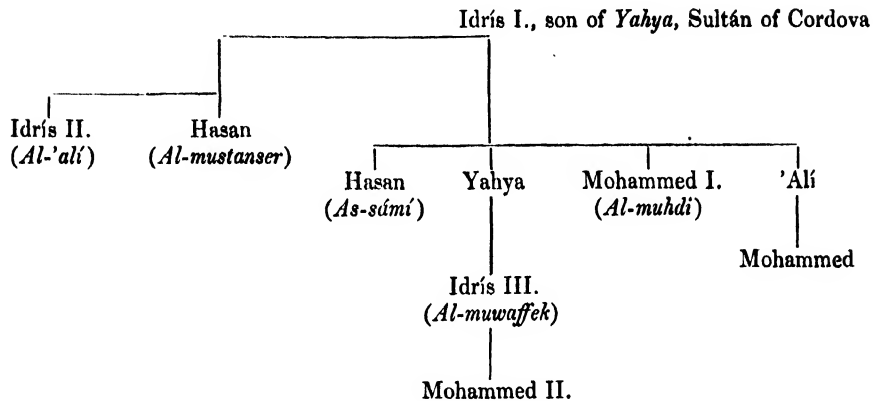 Idrís I., son of Yahya, Sultán of Cordova
Idrís II. Hasan
(Al-'alí) (Al-mustanser)
Hasan Yahya Mohammed I. 'Alí
(As-sámí) (Al-muhdi)
Mohammed
Idrís III.
(Al-muwaffek)
Mohammed II.